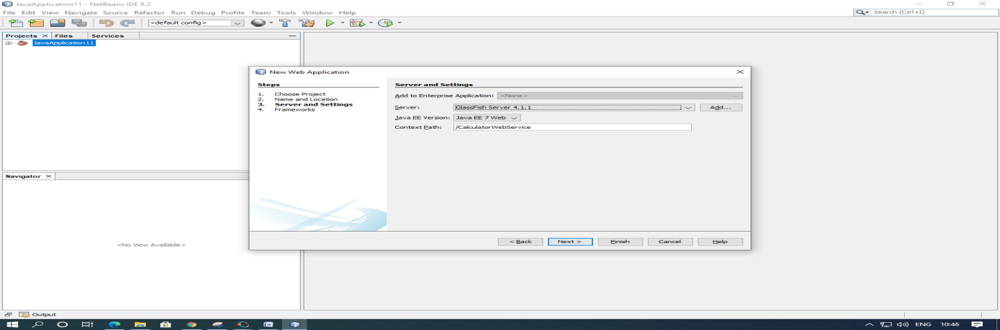 JavaApplication11 - NetBeans IDE 8.2
File Edit View Navigate Source Refactor Run Debug Profile Team Tools Window Help
Search (Ctrl+I)
<default config>
Projects Files Services
JavaApplication11
New Web Application
Steps
1. Choose Project
2. Name and Location
3. Server and Settings
4. Frameworks
Server and Settings
Add to Enterprise Application: <None>
Server: GlassFish Server 4.1.1 Add...
Java EE Version: Java EE 7 Web
Context Path: /CalculatorWebService
< Back Next > Finish Cancel Help
Navigator
<No View Available>
Output
ENG 10:46